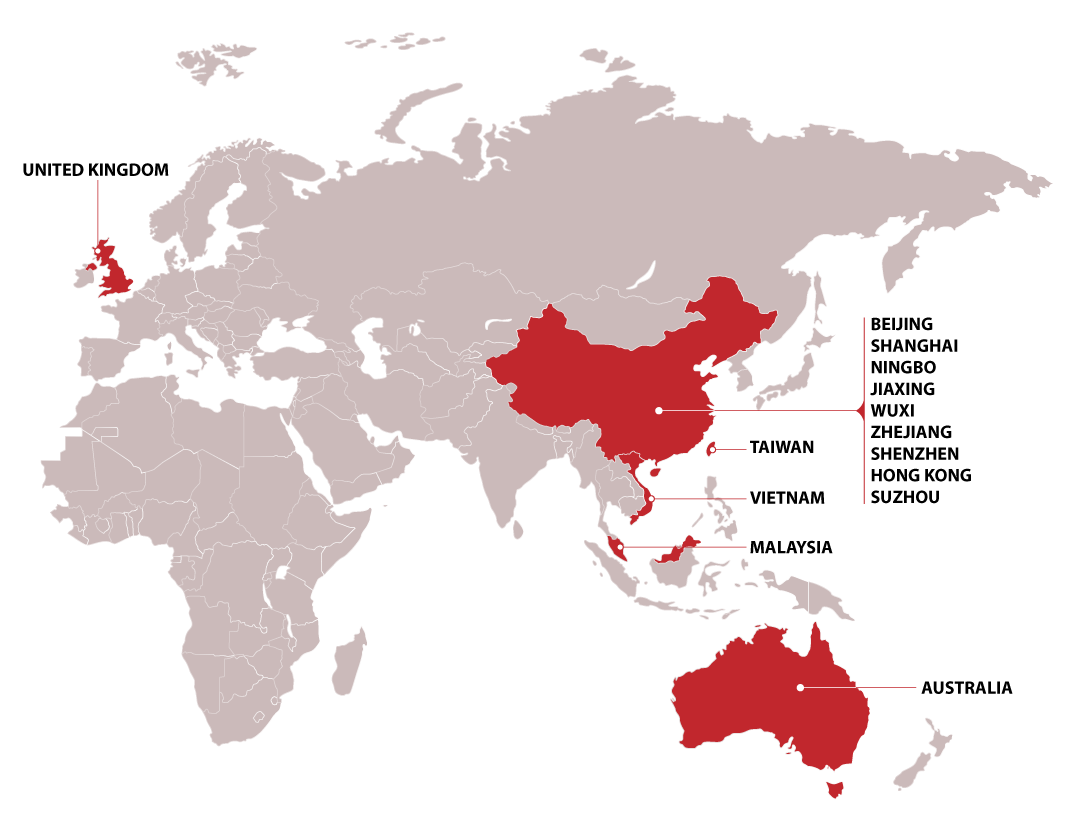 UNITED KINGDOM
BEIJING
SHANGHAI
NINGBO
JIAXING
WUXI
ZHEJIANG
SHENZHEN
HONG KONG
SUZHOU
TAIWAN
VIETNAM
MALAYSIA
AUSTRALIA